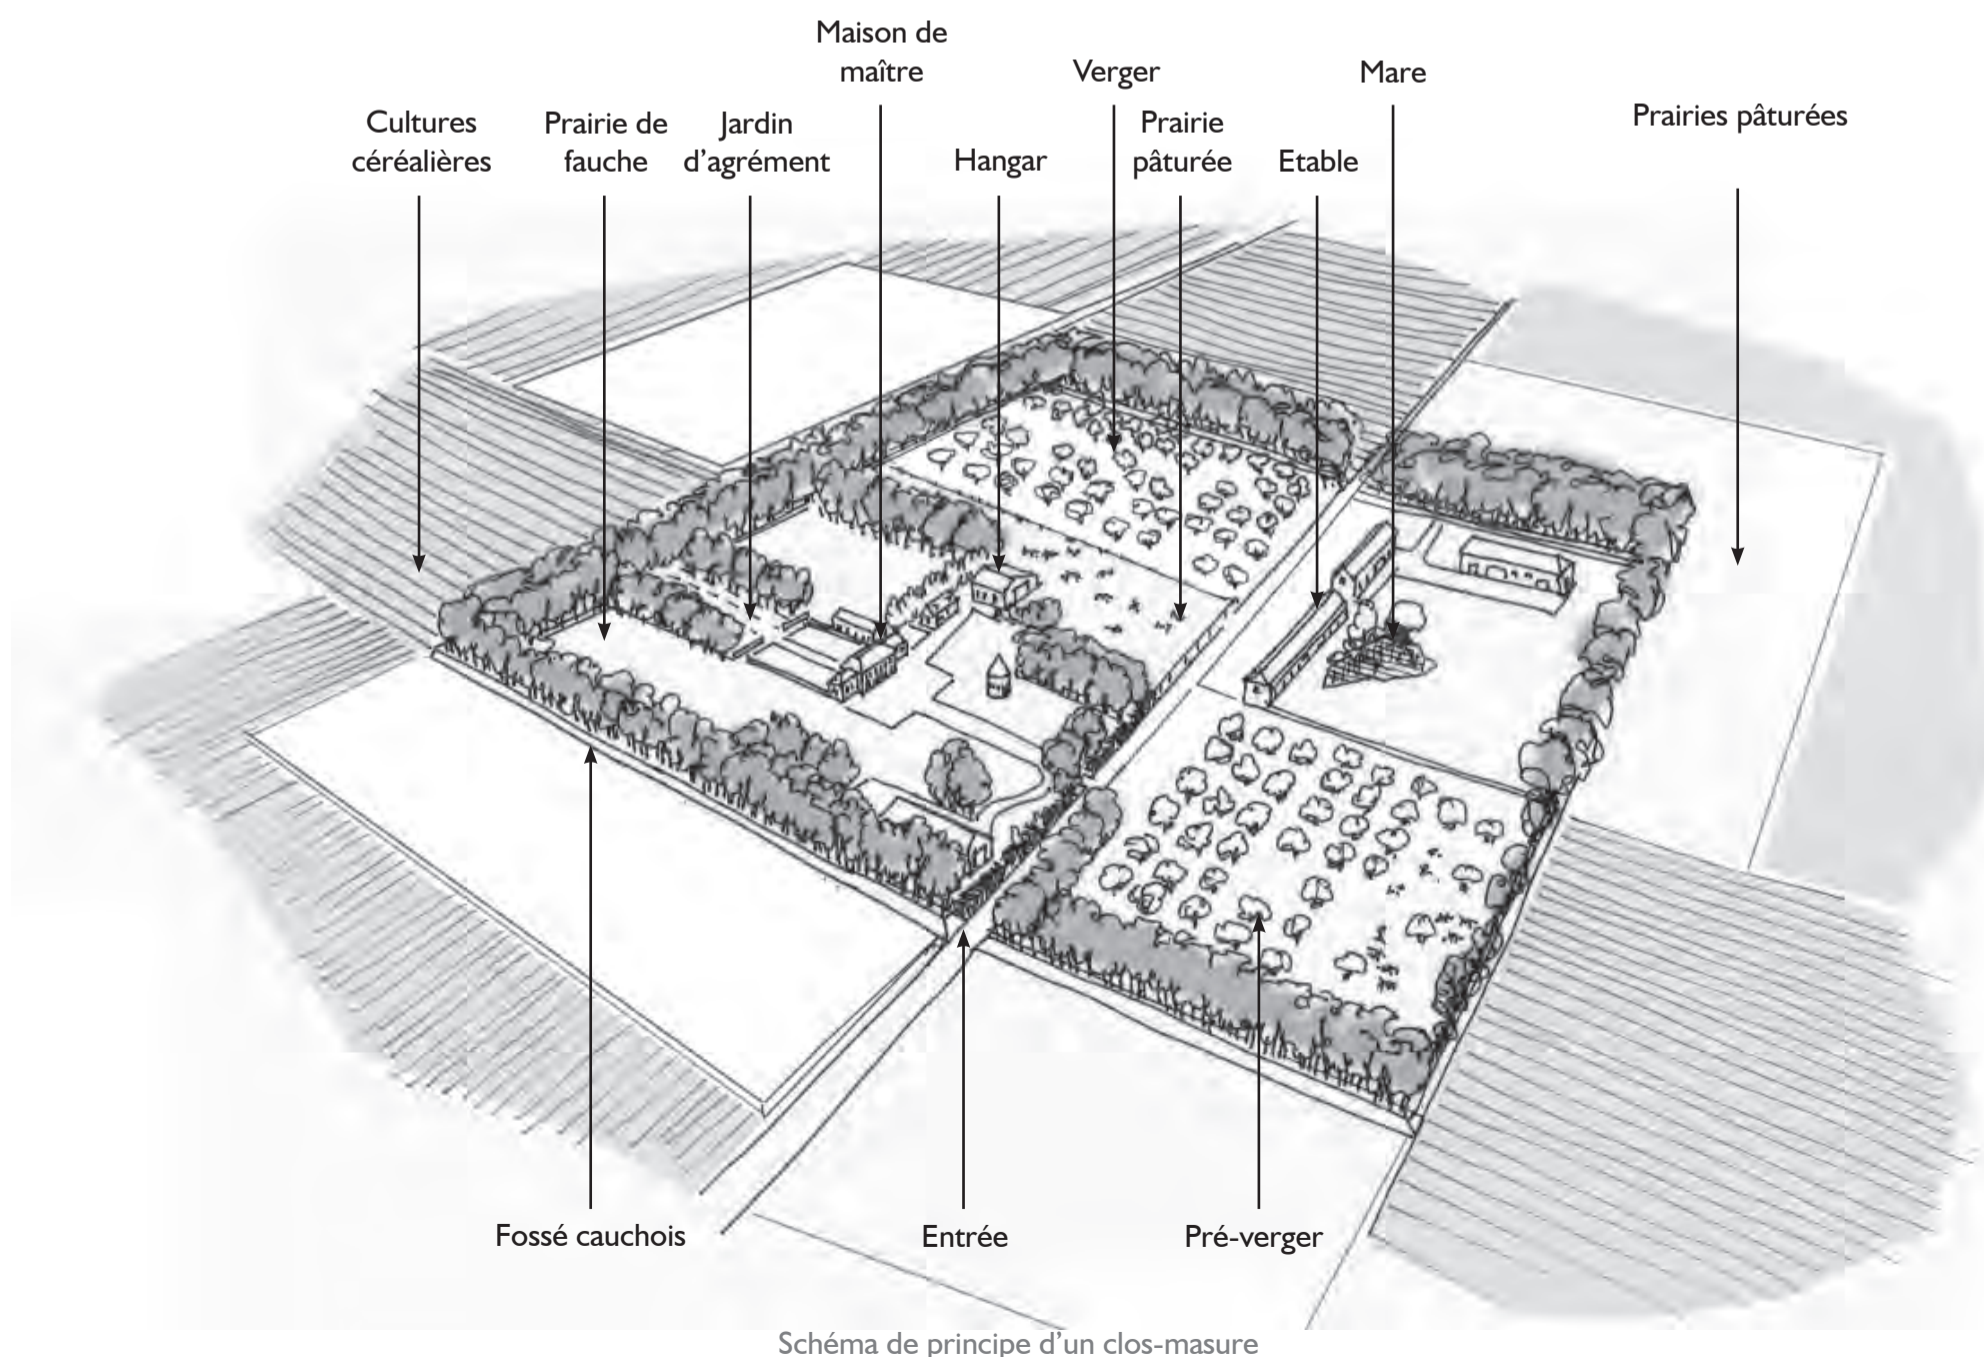 Maison de
maître
Verger
Mare
Cultures
céréalières
Prairie de
fauche
Jardin
d'agrément
Hangar
Prairie
pâturée
Etable
Prairies pâturées
Fossé cauchois
Entrée
Pré-verger
Schéma de principe d'un clos-masure